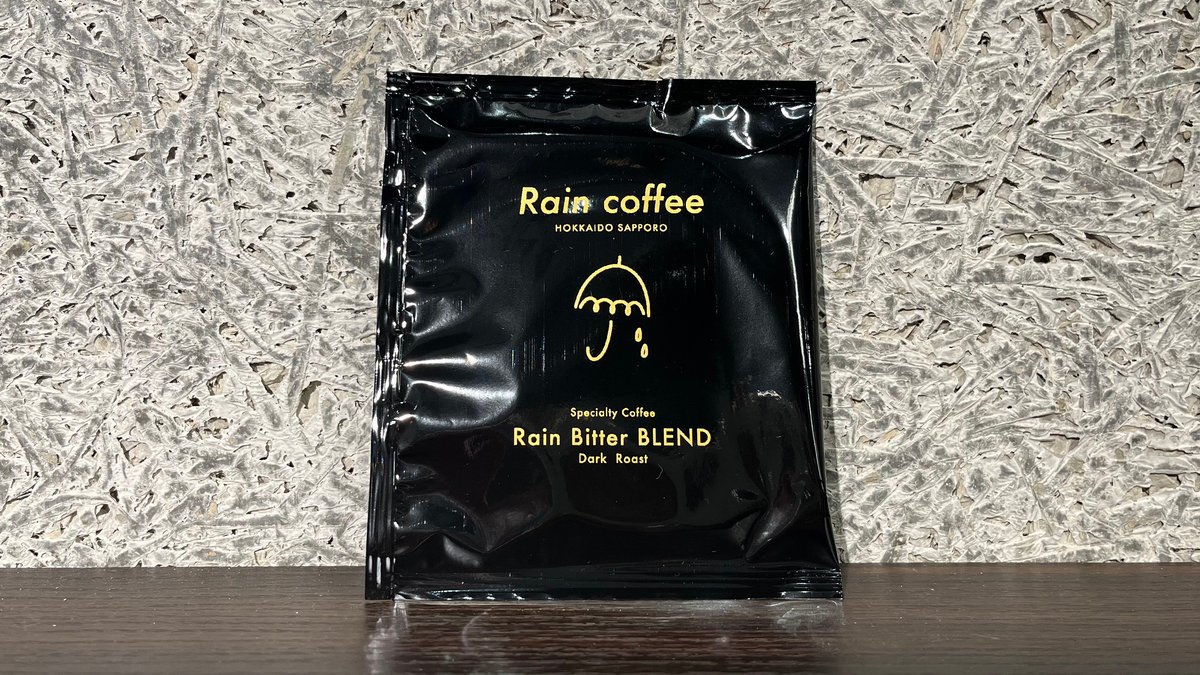 Rain coffee
HOKKAIDO SAPPORO
Specialty Coffee
Rain Bitter BLEND
Dark Roast